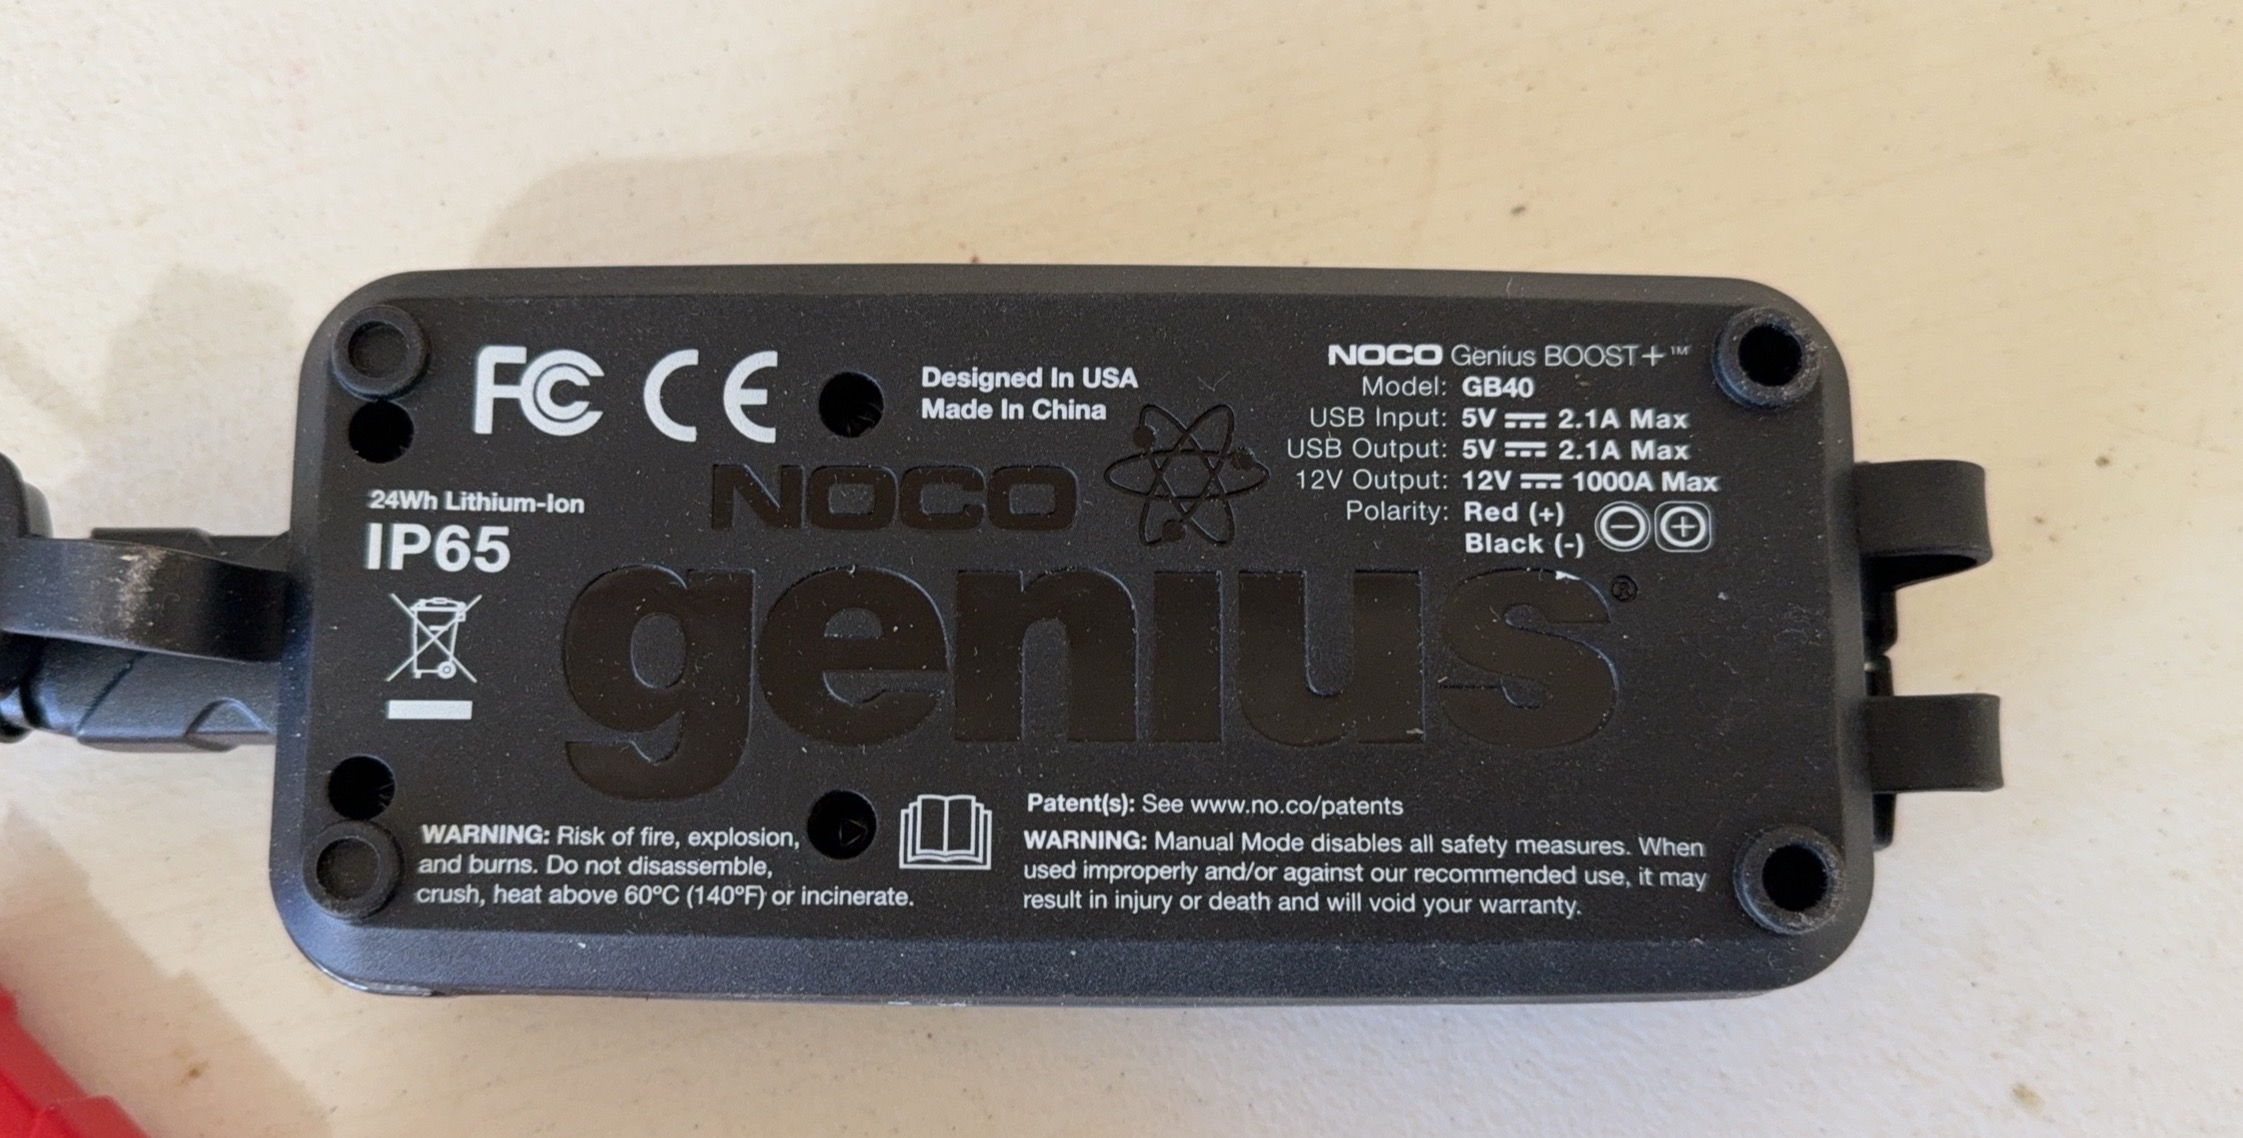 FC CE
Designed In USA
Made In China
24Wh Lithium-Ion
IP65
NOCO Genius BOOST+™
Model: GB40
USB Input: 5V ⎓ 2.1A Max
USB Output: 5V ⎓ 2.1A Max
12V Output: 12V ⎓ 1000A Max
Polarity: Red (+)
Black (-)
NOCO
genius®
WARNING: Risk of fire, explosion,
and burns. Do not disassemble,
crush, heat above 60ºC (140ºF) or incinerate.
Patent(s): See www.no.co/patents
WARNING: Manual Mode disables all safety measures. When
used improperly and/or against our recommended use, it may
result in injury or death and will void your warranty.